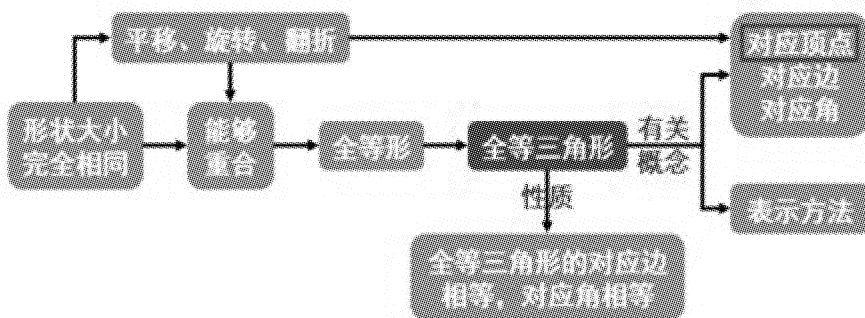 平移、旋转、翻折
对应顶点
对应边
对应角
形状大小
完全相同
能够
重合
全等形
全等三角形
有关
概念
性质
表示方法
全等三角形的对应边
相等，对应角相等